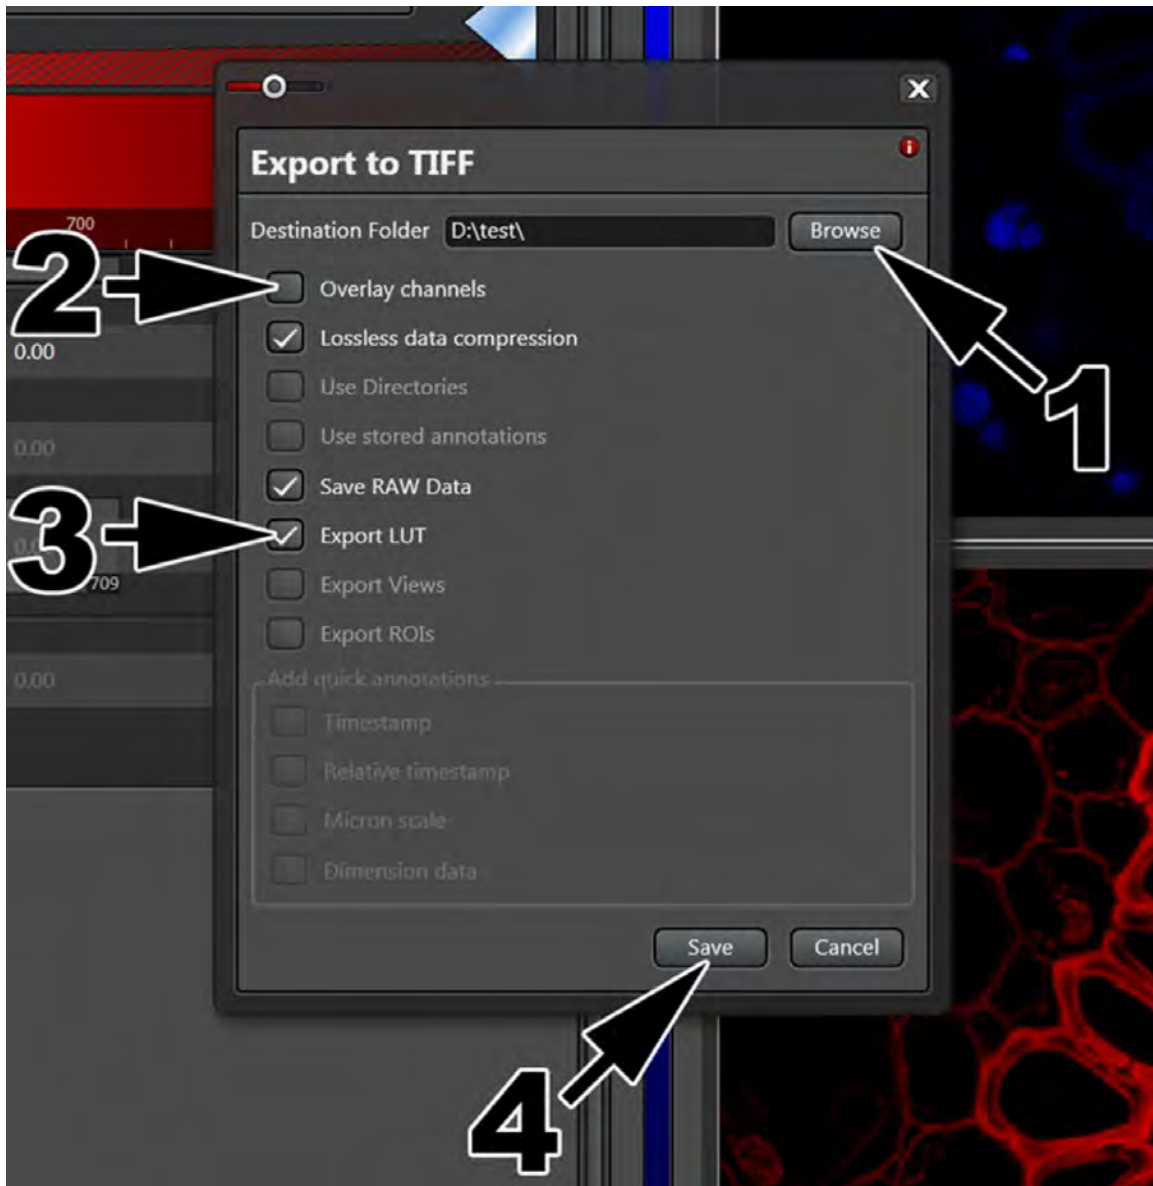 Export to TIFF
700
Destination Folder D:\test\ Browse
2
Overlay channels
0.00
Lossless data compression
Use Directories
1
0.00
Use stored annotations
Save RAW Data
3
Export LUT
709
Export Views
Export ROIs
0.00
Add quick annotations
Timestamp
Relative timestamp
Micron scale
Dimension data
Save Cancel
4